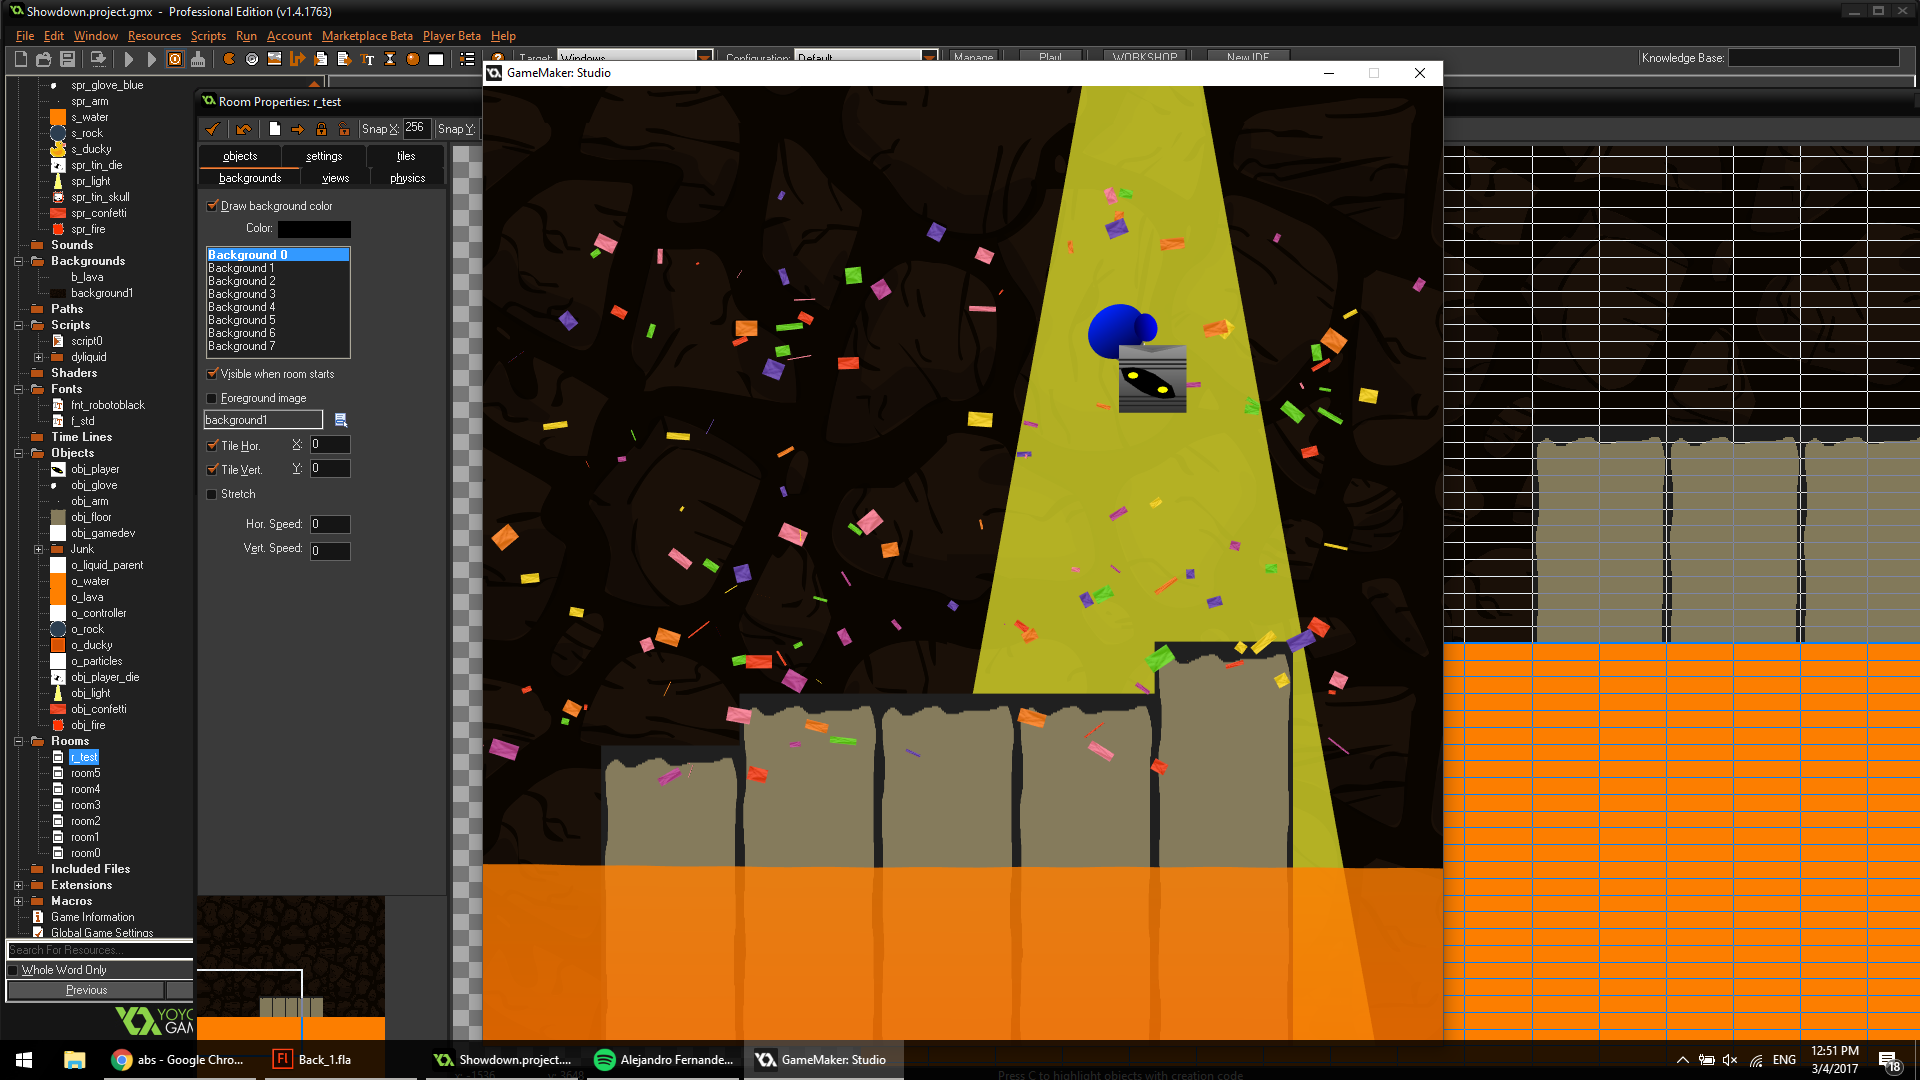 Showdown.project.gmx - Professional Edition (v1.4.1763)
File Edit Window Resources Scripts Run Account Marketplace Beta Player Beta Help
Target: Windows Configuration: Default Manage Play! WORKSHOP New IDE Knowledge Base:
GameMaker: Studio
spr_glove_blue
spr_arm
s_water
s_rock
s_ducky
spr_tin_die
spr_light
spr_tin_skull
spr_confetti
spr_fire
Sounds
Backgrounds
b_lava
background1
Paths
Scripts
script0
dyliquid
Shaders
Fonts
fnt_robotoblack
f_std
Time Lines
Objects
obj_player
obj_glove
obj_arm
obj_floor
obj_gamedev
Junk
o_liquid_parent
o_water
o_lava
o_controller
o_rock
o_ducky
o_particles
obj_player_die
obj_light
obj_confetti
obj_fire
Rooms
r_test
room5
room4
room3
room2
room1
room0
Included Files
Extensions
Macros
Game Information
Global Game Settings
Search For Resources...
Whole Word Only
Previous
YOYO
GAM
Room Properties: r_test
Snap X: 256 Snap Y:
objects settings tiles
backgrounds views physics
Draw background color
Color:
Background 0
Background 1
Background 2
Background 3
Background 4
Background 5
Background 6
Background 7
Visible when room starts
Foreground image
background1
Tile Hor. X: 0
Tile Vert. Y: 0
Stretch
Hor. Speed: 0
Vert. Speed: 0
x: -1536 y: 3648 Press C to highlight objects with creation code
abs - Google Chro... Fl Back_1.fla Showdown.project.... Alejandro Fernande... GameMaker: Studio ENG
12:51 PM
3/4/2017
18